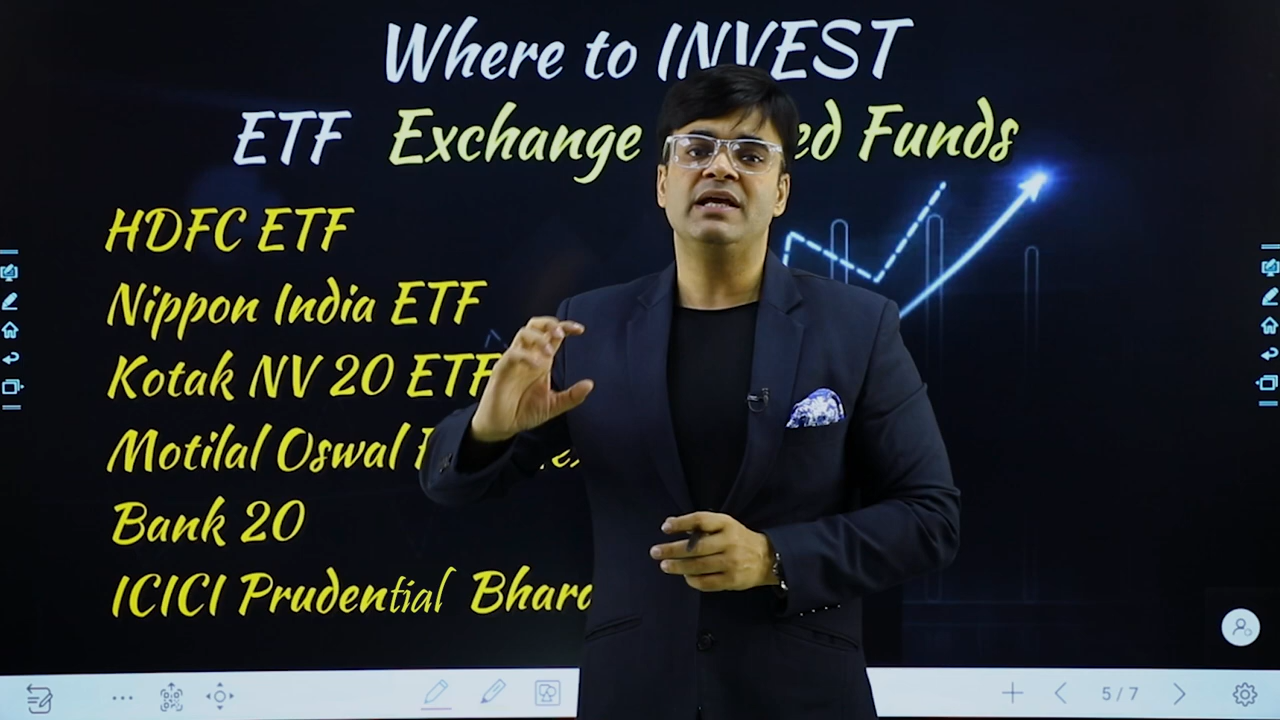 Where to INVEST
ETF Exchange ed Funds
HDFC ETF
Nippon India ETF
Kotak NV 20 ETF
Motilal Oswal
Bank 20
ICICI Prudential Bhara
5/7